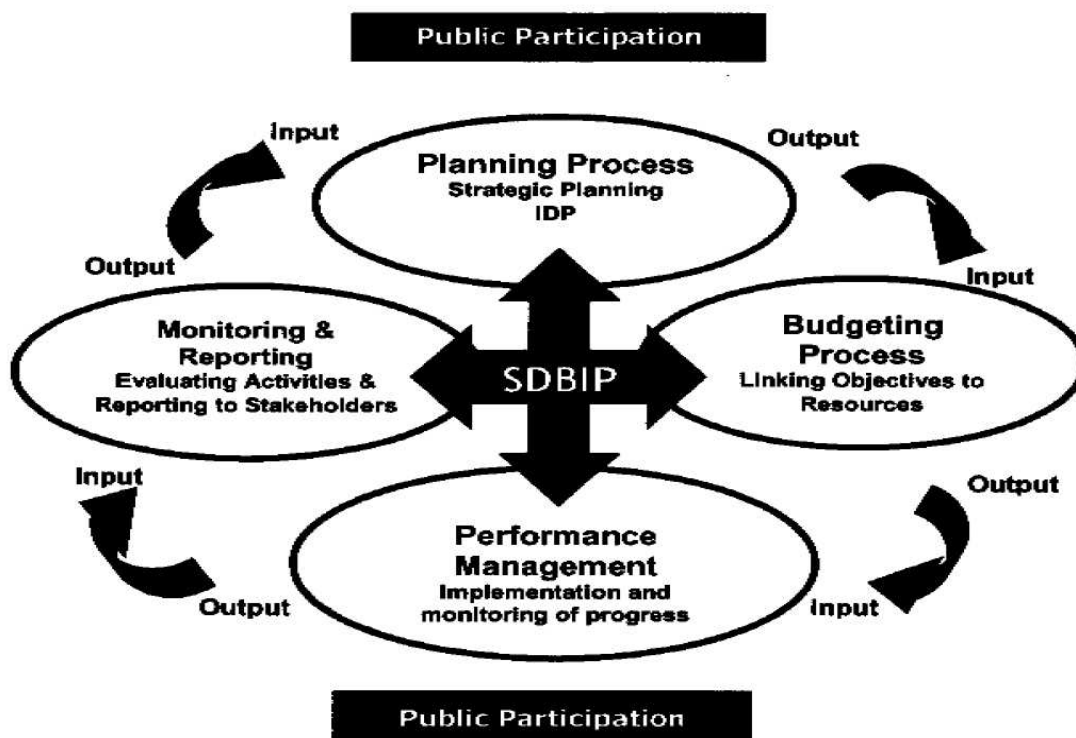 Public Participation
Input
Output
Planning Process
Strategic Planning
IDP
Output
Input
Monitoring &
Reporting
Evaluating Activities &
Reporting to Stakeholders
SDBIP
Budgeting
Process
Linking Objectives to
Resources
Input
Output
Performance
Management
Implementation and
monitoring of progress
Output
Input
Public Participation